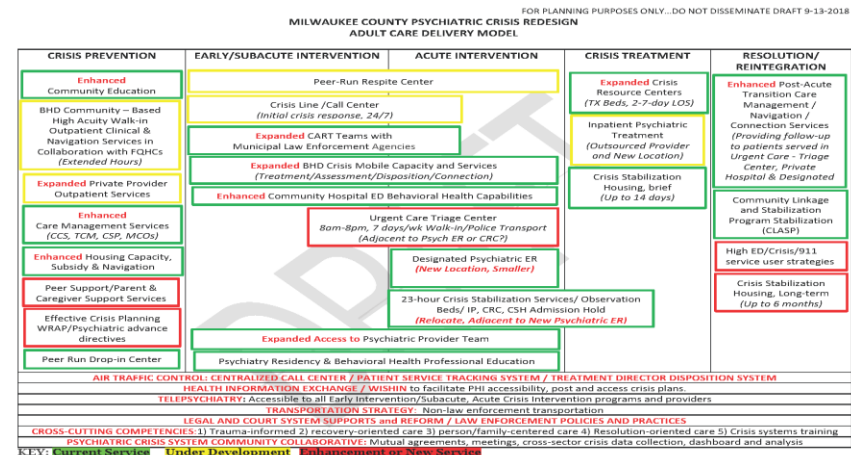 FOR PLANNING PURPOSES ONLY...DO NOT DISSEMINATE DRAFT 9-13-2018
MILWAUKEE COUNTY PSYCHIATRIC CRISIS REDESIGN
ADULT CARE DELIVERY MODEL
CRISIS PREVENTION
Enhanced
Community Education
BHD Community – Based
High Acuity Walk-in
Outpatient Clinical &
Navigation Services in
Collaboration with FQHCs
(Extended Hours)
Expanded Private Provider
Outpatient Services
Enhanced
Care Management Services
(CCS, TCM, CSP, MCOs)
Enhanced Housing Capacity,
Subsidy & Navigation
Peer Support/Parent &
Caregiver Support Services
Effective Crisis Planning
WRAP/Psychiatric advance
directives
Peer Run Drop-in Center
EARLY/SUBACUTE INTERVENTION
ACUTE INTERVENTION
Peer-Run Respite Center
Crisis Line /Call Center
(Initial crisis response, 24/7)
Expanded CART Teams with
Municipal Law Enforcement Agencies
Expanded BHD Crisis Mobile Capacity and Services
(Treatment/Assessment/Disposition/Connection)
Enhanced Community Hospital ED Behavioral Health Capabilities
Urgent Care Triage Center
8am-8pm, 7 days/wk Walk-in/Police Transport
(Adjacent to Psych ER or CRC?)
Designated Psychiatric ER
(New Location, Smaller)
23-hour Crisis Stabilization Services/ Observation
Beds/ IP, CRC, CSH Admission Hold
(Relocate, Adjacent to New Psychiatric ER)
Expanded Access to Psychiatric Provider Team
Psychiatry Residency & Behavioral Health Professional Education
CRISIS TREATMENT
Expanded Crisis
Resource Centers
(TX Beds, 2-7-day LOS)
Inpatient Psychiatric
Treatment
(Outsourced Provider
and New Location)
Crisis Stabilization
Housing, brief
(Up to 14 days)
RESOLUTION/
REINTEGRATION
Enhanced Post-Acute
Transition Care
Management /
Navigation /
Connection Services
(Providing follow-up
to patients served in
Urgent Care - Triage
Center, Private
Hospital & Designated
Community Linkage
and Stabilization
Program Stabilization
(CLASP)
High ED/Crisis/911
service user strategies
Crisis Stabilization
Housing, Long-term
(Up to 6 months)
AIR TRAFFIC CONTROL: CENTRALIZED CALL CENTER / PATIENT SERVICE TRACKING SYSTEM / TREATMENT DIRECTOR DISPOSITION SYSTEM
HEALTH INFORMATION EXCHANGE / WISHIN to facilitate PHI accessibility, post and access crisis plans.
TELEPSYCHIATRY: Accessible to all Early Intervention/Subacute, Acute Crisis Intervention programs and providers
TRANSPORTATION STRATEGY: Non-law enforcement transportation
LEGAL AND COURT SYSTEM SUPPORTS and REFORM / LAW ENFORCEMENT POLICIES AND PRACTICES
CROSS-CUTTING COMPETENCIES: 1) Trauma-informed 2) recovery-oriented care 3) person/family-centered care 4) Resolution-oriented care 5) Crisis systems training
PSYCHIATRIC CRISIS SYSTEM COMMUNITY COLLABORATIVE: Mutual agreements, meetings, cross-sector crisis data collection, dashboard and analysis
KEY: Current Service Under Development Enhancement or New Service
DRAFT